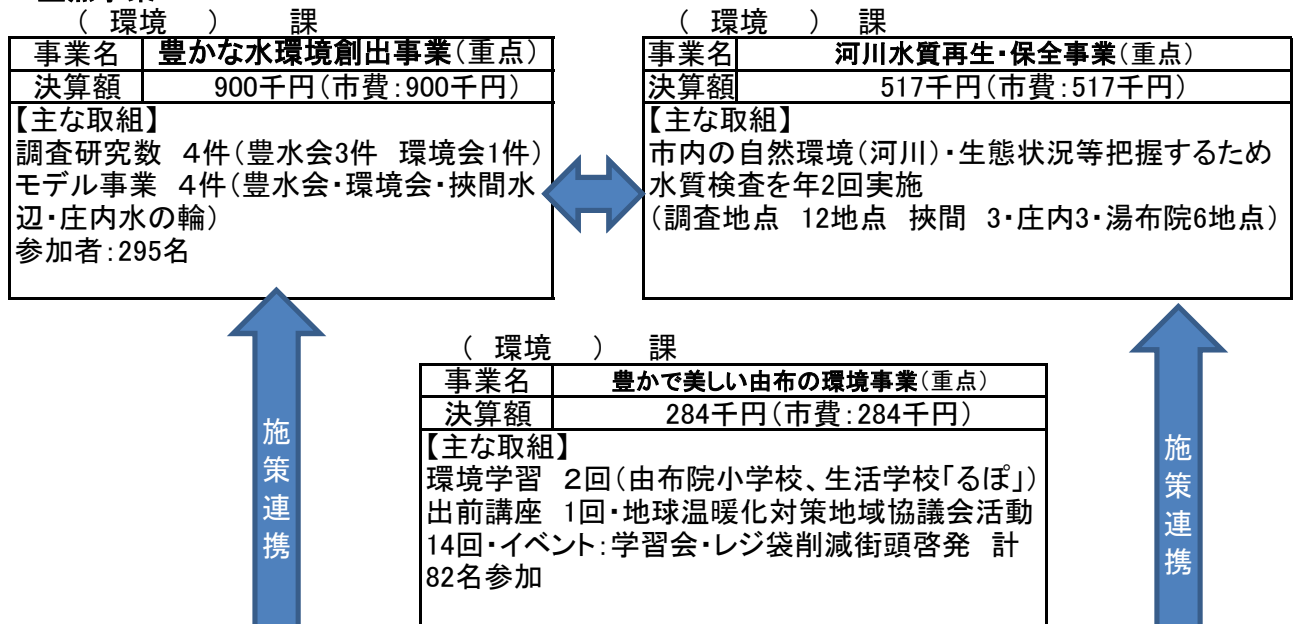 ( 環境 ) 課
事業名 豊かな水環境創出事業(重点)
決算額 900千円(市費:900千円)
【主な取組】
調査研究数 4件(豊水会3件 環境会1件)
モデル事業 4件(豊水会・環境会・挾間水
辺・庄内水の輪)
参加者:295名
( 環境 ) 課
事業名 河川水質再生・保全事業(重点)
決算額 517千円(市費:517千円)
【主な取組】
市内の自然環境(河川)・生態状況等把握するため
水質検査を年2回実施
(調査地点 12地点 挾間 3・庄内3・湯布院6地点)
( 環境 ) 課
事業名 豊かで美しい由布の環境事業(重点)
決算額 284千円(市費:284千円)
【主な取組】
環境学習 2回(由布院小学校、生活学校「るぽ」)
出前講座 1回・地球温暖化対策地域協議会活動
14回・イベント:学習会・レジ袋削減街頭啓発 計
82名参加
施策連携
施策連携